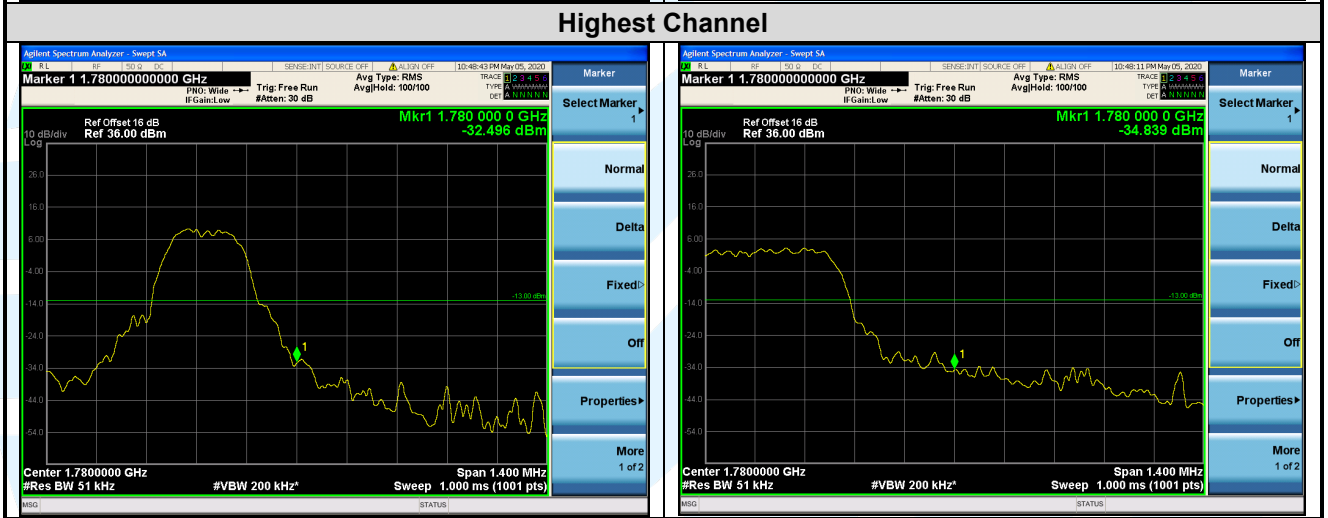 Highest Channel
Agilent Spectrum Analyzer - Swept SA
RL RF 50 Ω DC SENSE:INT SOURCE OFF ALIGN OFF 10:48:43 PM May 05, 2020
Marker 1 1.780000000000 GHz
PNO: Wide
IFGain:Low
Trig: Free Run
#Atten: 30 dB
Avg Type: RMS
Avg|Hold: 100/100
TRACE 1 2 3 4 5 6
TYPE A
DET A N N N N N
Ref Offset 16 dB
10 dB/div Ref 36.00 dBm
Log
Mkr1 1.780 000 0 GHz
-32.496 dBm
26.0
16.0
6.00
-4.00
-13.00 dBm
-14.0
-24.0
-34.0
-44.0
-54.0
1
Center 1.7800000 GHz
Span 1.400 MHz
#Res BW 51 kHz
#VBW 200 kHz*
Sweep 1.000 ms (1001 pts)
MSG
STATUS
Marker
Select Marker
1
Normal
Delta
Fixed
Off
Properties
More
1 of 2
Agilent Spectrum Analyzer - Swept SA
RL RF 50 Ω DC SENSE:INT SOURCE OFF ALIGN OFF 10:48:11 PM May 05, 2020
Marker 1 1.780000000000 GHz
PNO: Wide
IFGain:Low
Trig: Free Run
#Atten: 30 dB
Avg Type: RMS
Avg|Hold: 100/100
TRACE 1 2 3 4 5 6
TYPE A
DET A N N N N N
Ref Offset 16 dB
10 dB/div Ref 36.00 dBm
Log
Mkr1 1.780 000 0 GHz
-34.839 dBm
26.0
16.0
6.00
-4.00
-13.00 dBm
-14.0
-24.0
-34.0
-44.0
-54.0
1
Center 1.7800000 GHz
Span 1.400 MHz
#Res BW 51 kHz
#VBW 200 kHz*
Sweep 1.000 ms (1001 pts)
MSG
STATUS
Marker
Select Marker
1
Normal
Delta
Fixed
Off
Properties
More
1 of 2